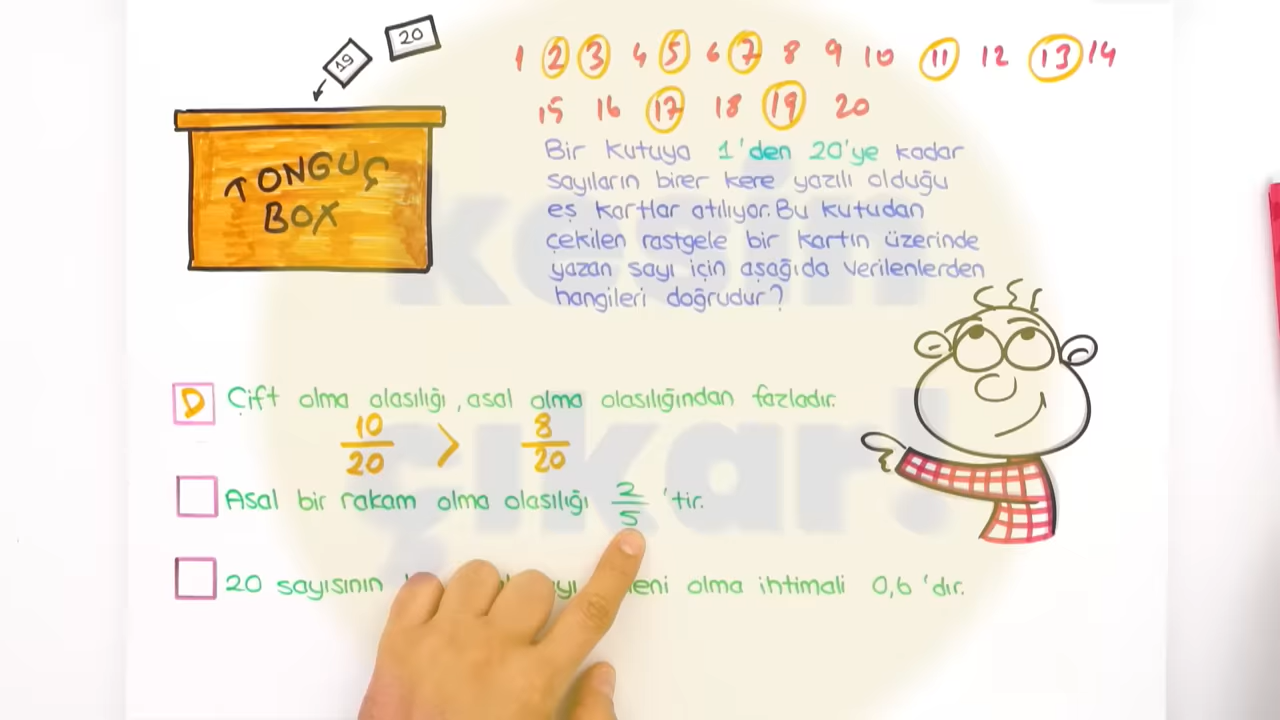 19
20
TONGUÇ
BOX
1 2 3 4 5 6 7 8 9 10 11 12 13 14
15 16 17 18 19 20
Bir kutuya 1'den 20'ye kadar
sayıların birer kere yazılı olduğu
eş kartlar atılıyor. Bu kutudan
çekilen rastgele bir kartın üzerinde
yazan sayı için aşağıda verilenlerden
hangileri doğrudur?
D Çift olma olasılığı, asal olma olasılığından fazladır.
10/20 > 8/20
Asal bir rakam olma olasılığı 2/5 'tir.
20 sayısının olma ihtimali 0,6 'dır.
kesin
çıkar!